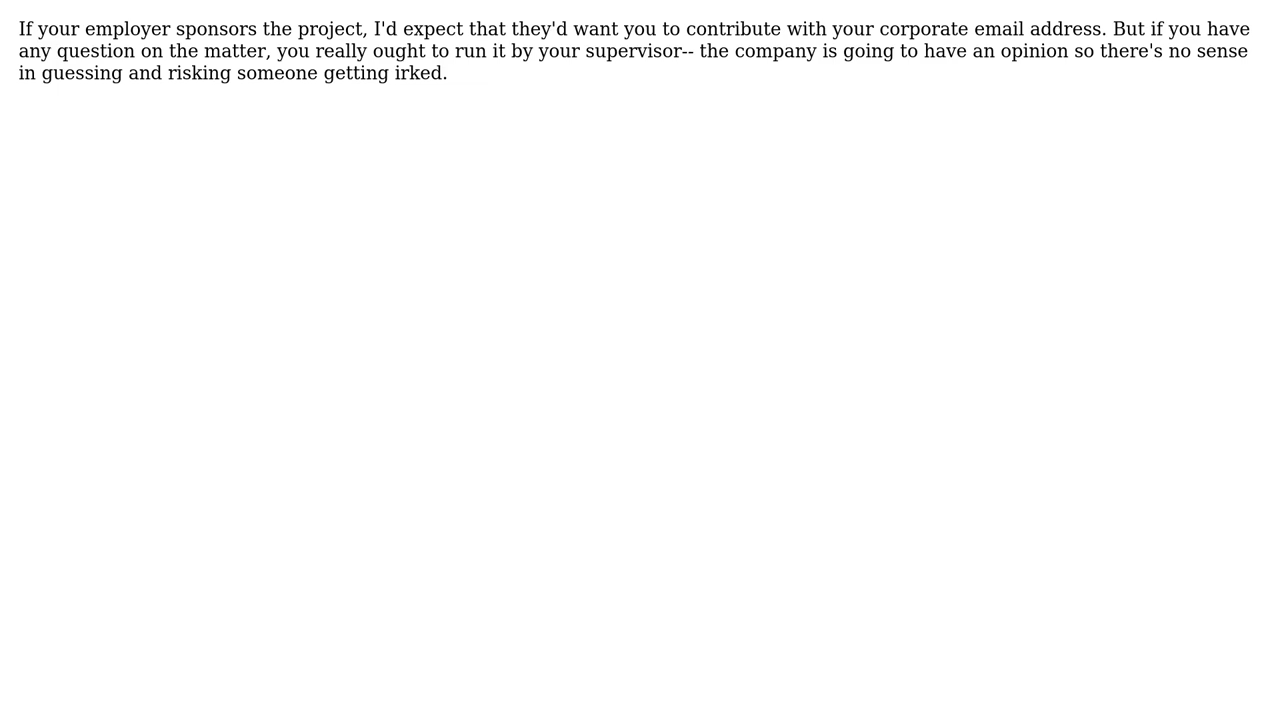 If your employer sponsors the project, I'd expect that they'd want you to contribute with your corporate email address. But if you have
any question on the matter, you really ought to run it by your supervisor-- the company is going to have an opinion so there's no sense
in guessing and risking someone getting irked.